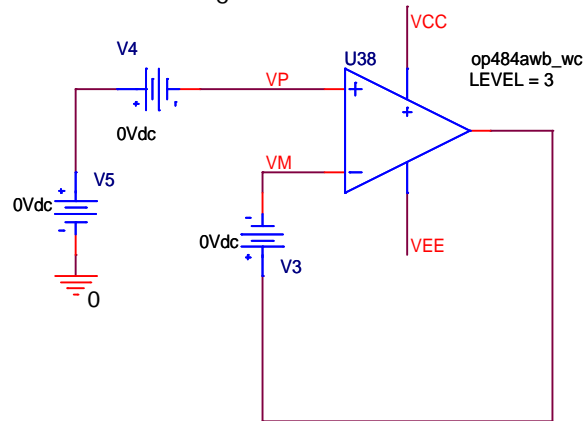 VCC
V4
U38
op484awb_wc
LEVEL = 3
VP
+
+
0Vdc
+
VM
-
V5
+
0Vdc
-
-
0Vdc
+
V3
VEE
0